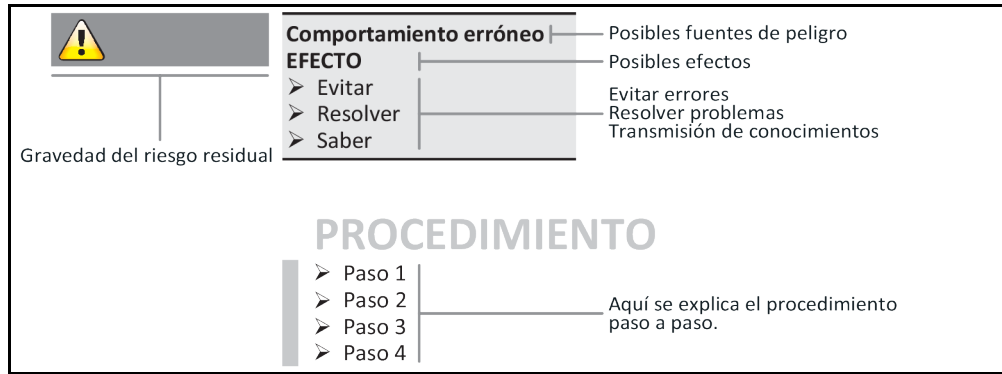 Comportamiento erróneo
Posibles fuentes de peligro
EFECTO
Posibles efectos
➢ Evitar
➢ Resolver
➢ Saber
Evitar errores
Resolver problemas
Transmisión de conocimientos
Gravedad del riesgo residual
PROCEDIMIENTO
➢ Paso 1
➢ Paso 2
➢ Paso 3
➢ Paso 4
Aquí se explica el procedimiento
paso a paso.